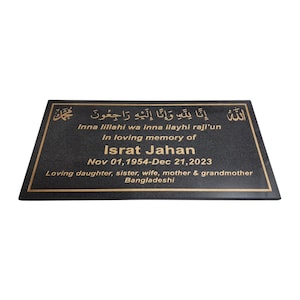 محمد إِنَّا لِلَّهِ وَإِنَّا إِلَيْهِ رَاجِعُونَ الله
Inna lillahi wa inna ilayhi raji'un
In loving memory of
Israt Jahan
Nov 01,1954-Dec 21,2023
Loving daughter, sister, wife, mother & grandmother
Bangladeshi